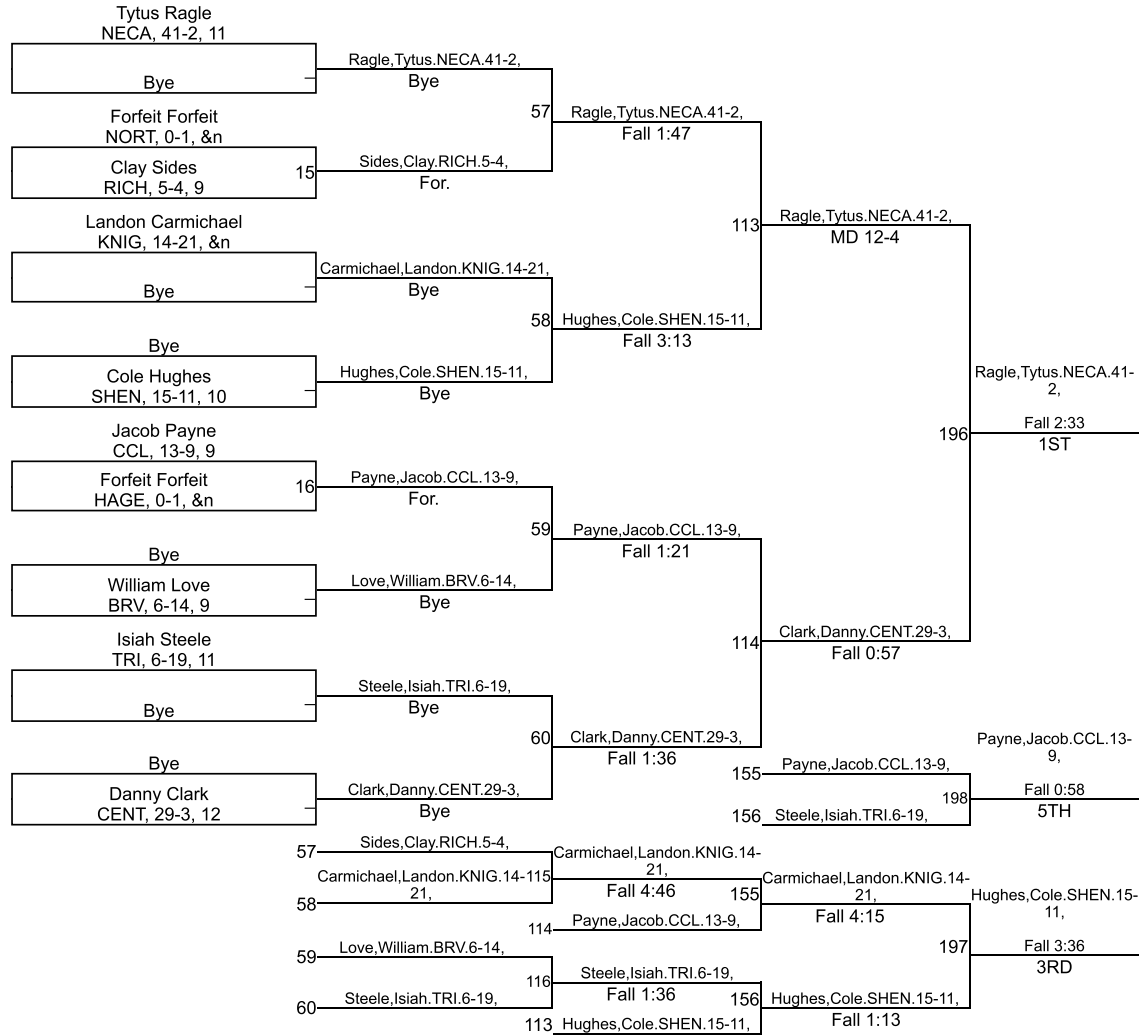 Tytus Ragle
NECA, 41-2, 11
Bye
Ragle,Tytus.NECA.41-2,
Bye
57
Ragle,Tytus.NECA.41-2,
Fall 1:47
Forfeit Forfeit
NORT, 0-1, &n
Clay Sides
RICH, 5-4, 9
15
Sides,Clay.RICH.5-4,
For.
113
Ragle,Tytus.NECA.41-2,
MD 12-4
Landon Carmichael
KNIG, 14-21, &n
Bye
Carmichael,Landon.KNIG.14-21,
Bye
58
Hughes,Cole.SHEN.15-11,
Fall 3:13
Bye
Cole Hughes
SHEN, 15-11, 10
Hughes,Cole.SHEN.15-11,
Bye
196
Ragle,Tytus.NECA.41-
2,
Fall 2:33
1ST
Jacob Payne
CCL, 13-9, 9
Forfeit Forfeit
HAGE, 0-1, &n
16
Payne,Jacob.CCL.13-9,
For.
59
Payne,Jacob.CCL.13-9,
Fall 1:21
Bye
William Love
BRV, 6-14, 9
Love,William.BRV.6-14,
Bye
114
Clark,Danny.CENT.29-3,
Fall 0:57
Isiah Steele
TRI, 6-19, 11
Bye
Steele,Isiah.TRI.6-19,
Bye
60
Clark,Danny.CENT.29-3,
Fall 1:36
Bye
Danny Clark
CENT, 29-3, 12
Clark,Danny.CENT.29-3,
Bye
155
Payne,Jacob.CCL.13-9,
156
Steele,Isiah.TRI.6-19,
198
Payne,Jacob.CCL.13-
9,
Fall 0:58
5TH
57
Sides,Clay.RICH.5-4,
58
Carmichael,Landon.KNIG.14-
21,
115
Carmichael,Landon.KNIG.14-
21,
Fall 4:46
114
Payne,Jacob.CCL.13-9,
155
Carmichael,Landon.KNIG.14-
21,
Fall 4:15
59
Love,William.BRV.6-14,
60
Steele,Isiah.TRI.6-19,
116
Steele,Isiah.TRI.6-19,
Fall 1:36
113
Hughes,Cole.SHEN.15-11,
156
Hughes,Cole.SHEN.15-11,
Fall 1:13
197
Hughes,Cole.SHEN.15-
11,
Fall 3:36
3RD